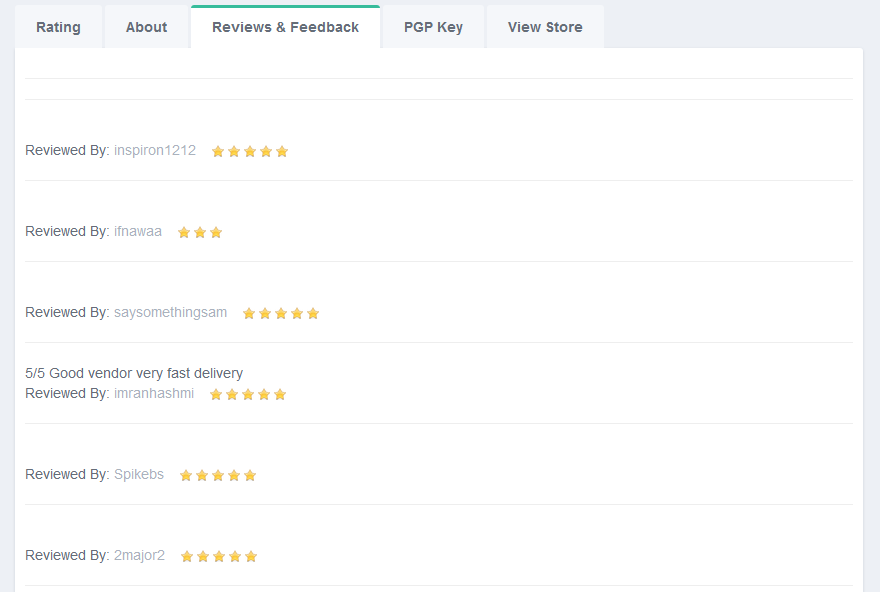 Rating About Reviews & Feedback PGP Key View Store
Reviewed By: inspiron1212
Reviewed By: ifnawaa
Reviewed By: saysomethingsam
5/5 Good vendor very fast delivery
Reviewed By: imranhashmi
Reviewed By: Spikebs
Reviewed By: 2major2